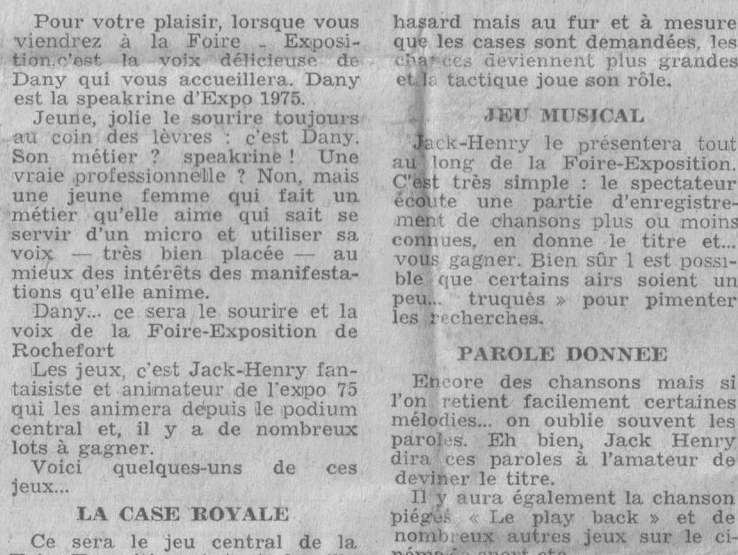 Pour votre plaisir, lorsque vous
viendrez à la Foire - Exposi-
tion,c'est la voix délicieuse de
Dany qui vous accueillera. Dany
est la speakrine d'Expo 1975.
Jeune, jolie le sourire toujours
au coin des lèvres : c'est Dany.
Son métier ? speakrine ! Une
vraie professionnelle ? Non, mais
une jeune femme qui fait un
métier qu'elle aime qui sait se
servir d'un micro et utiliser sa
voix — très bien placée — au
mieux des intérêts des manifesta-
tions qu'elle anime.
Dany... ce sera le sourire et la
voix de la Foire-Exposition de
Rochefort
Les jeux, c'est Jack-Henry fan-
taisiste et animateur de l'expo 75
qui les animera depuis le podium
central et, il y a de nombreux
lots à gagner.
Voici quelques-uns de ces
jeux...
LA CASE ROYALE
Ce sera le jeu central de la
hasard mais au fur et à mesure
que les cases sont demandées, les
chances deviennent plus grandes
et la tactique joue son rôle.
JEU MUSICAL
Jack-Henry le présentera tout
au long de la Foire-Exposition.
C'est très simple : le spectateur
écoute une partie d'enregistre-
ment de chansons plus ou moins
connues, en donne le titre et...
vous gagner. Bien sûr l est possi-
ble que certains airs soient un
peu... " truqués » pour pimenter
les recherches.
PAROLE DONNEE
Encore des chansons mais si
l'on retient facilement certaines
mélodies... on oublie souvent les
paroles. Eh bien, Jack Henry
dira ces paroles à l'amateur de
deviner le titre.
Il y aura également la chanson
piégée « Le play back » et de
nombreux autres jeux sur le ci-